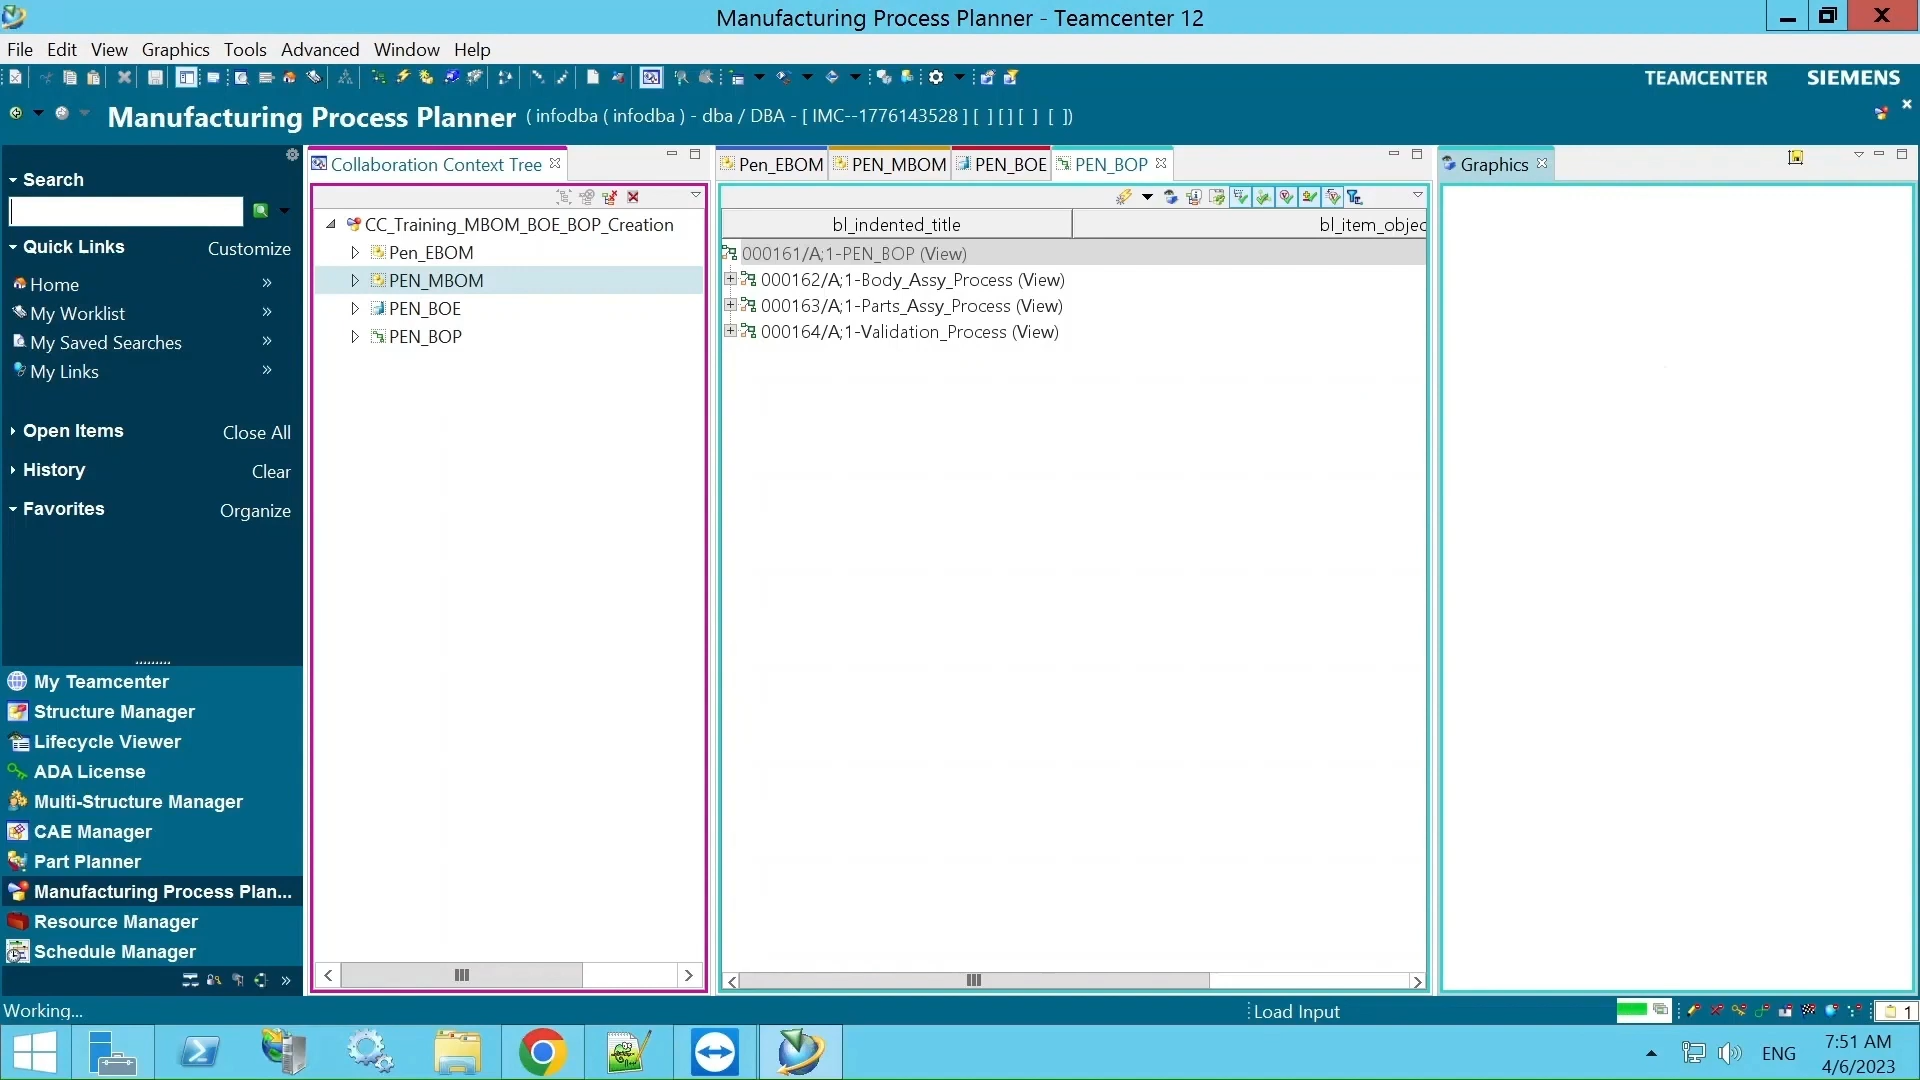 Manufacturing Process Planner - Teamcenter 12
File Edit View Graphics Tools Advanced Window Help
TEAMCENTER SIEMENS
Manufacturing Process Planner ( infodba ( infodba ) - dba / DBA - [ IMC--1776143528 ] [ ] [ ] [ ] [ ])
Search
Quick Links Customize
Home »
My Worklist »
My Saved Searches »
My Links »
Open Items Close All
History Clear
Favorites Organize
My Teamcenter
Structure Manager
Lifecycle Viewer
ADA License
Multi-Structure Manager
CAE Manager
Part Planner
Manufacturing Process Plan...
Resource Manager
Schedule Manager
»
Collaboration Context Tree
CC_Training_MBOM_BOE_BOP_Creation
Pen_EBOM
PEN_MBOM
PEN_BOE
PEN_BOP
Pen_EBOM PEN_MBOM PEN_BOE PEN_BOP
bl_indented_title bl_item_objec
000161/A;1-PEN_BOP (View)
000162/A;1-Body_Assy_Process (View)
000163/A;1-Parts_Assy_Process (View)
000164/A;1-Validation_Process (View)
Graphics
Working... Load Input 1
ENG
7:51 AM
4/6/2023